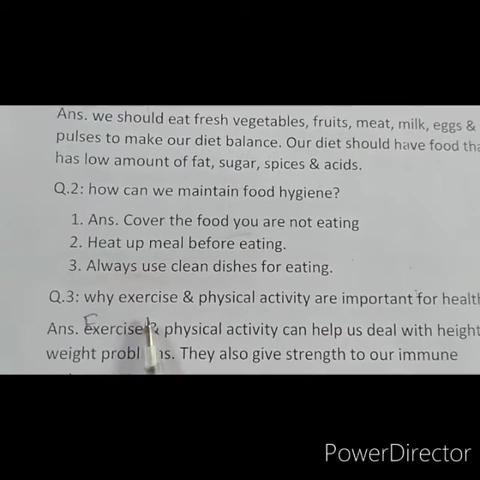 Ans. we should eat fresh vegetables, fruits, meat, milk, eggs &
pulses to make our diet balance. Our diet should have food tha
has low amount of fat, sugar, spices & acids.
Q.2: how can we maintain food hygiene?
1. Ans. Cover the food you are not eating
2. Heat up meal before eating.
3. Always use clean dishes for eating.
Q.3: why exercise & physical activity are important for healt
Ans. Exercise & physical activity can help us deal with height
weight They also give strength to our immune
PowerDirector